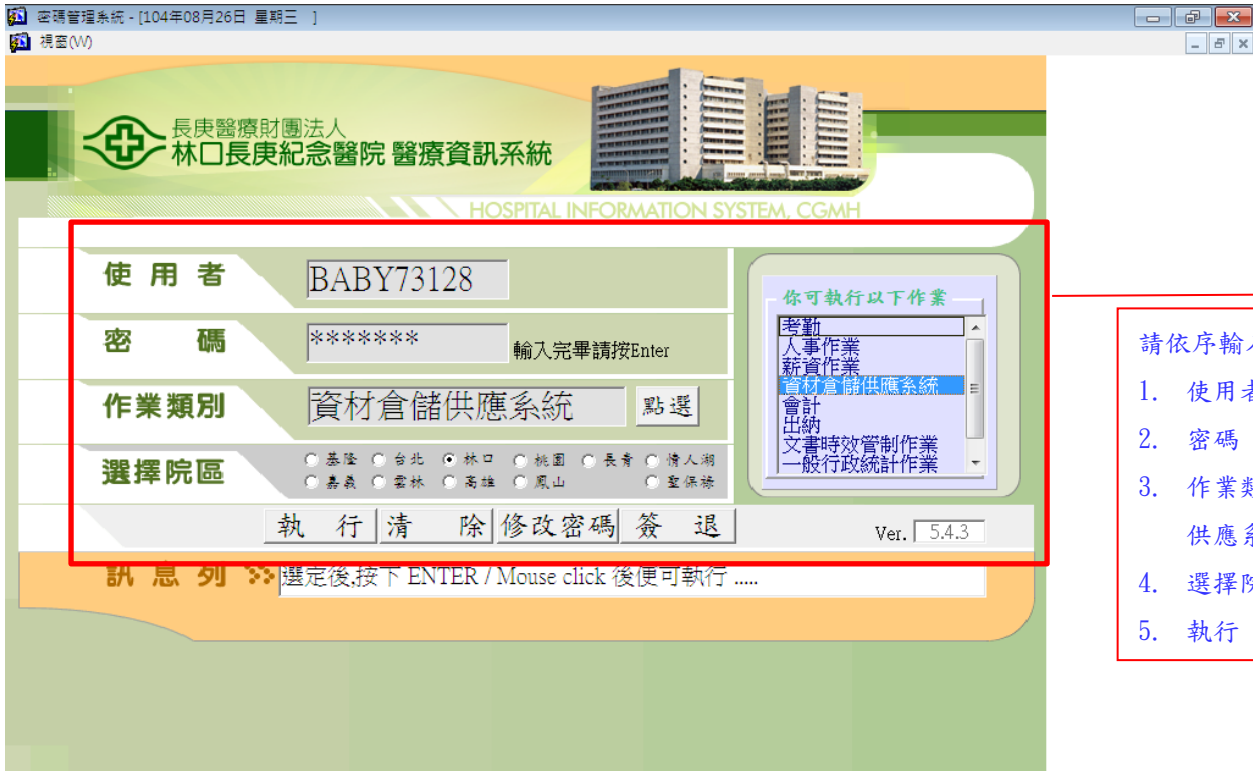 密碼管理系統 - [104年08月26日 星期三 ]
視窗(W)
長庚醫療財團法人
林口長庚紀念醫院 醫療資訊系統
HOSPITAL INFORMATION SYSTEM, CGMH
使用者 BABY73128
密碼 ******* 輸入完畢請按Enter
作業類別 資材倉儲供應系統 點選
選擇院區 基隆 台北 林口 桃園 長青 情人湖
嘉義 雲林 高雄 鳳山 聖保祿
執行 清除 修改密碼 簽退
你可執行以下作業
考勤
人事作業
薪資作業
資材倉儲供應系統
會計
出納
文書時效管制作業
一般行政統計作業
Ver. 5.4.3
訊息列 選定後,按下 ENTER / Mouse click 後便可執行 .....
請依序輸
1. 使用
2. 密碼
3. 作業
供應
4. 選擇
5. 執行